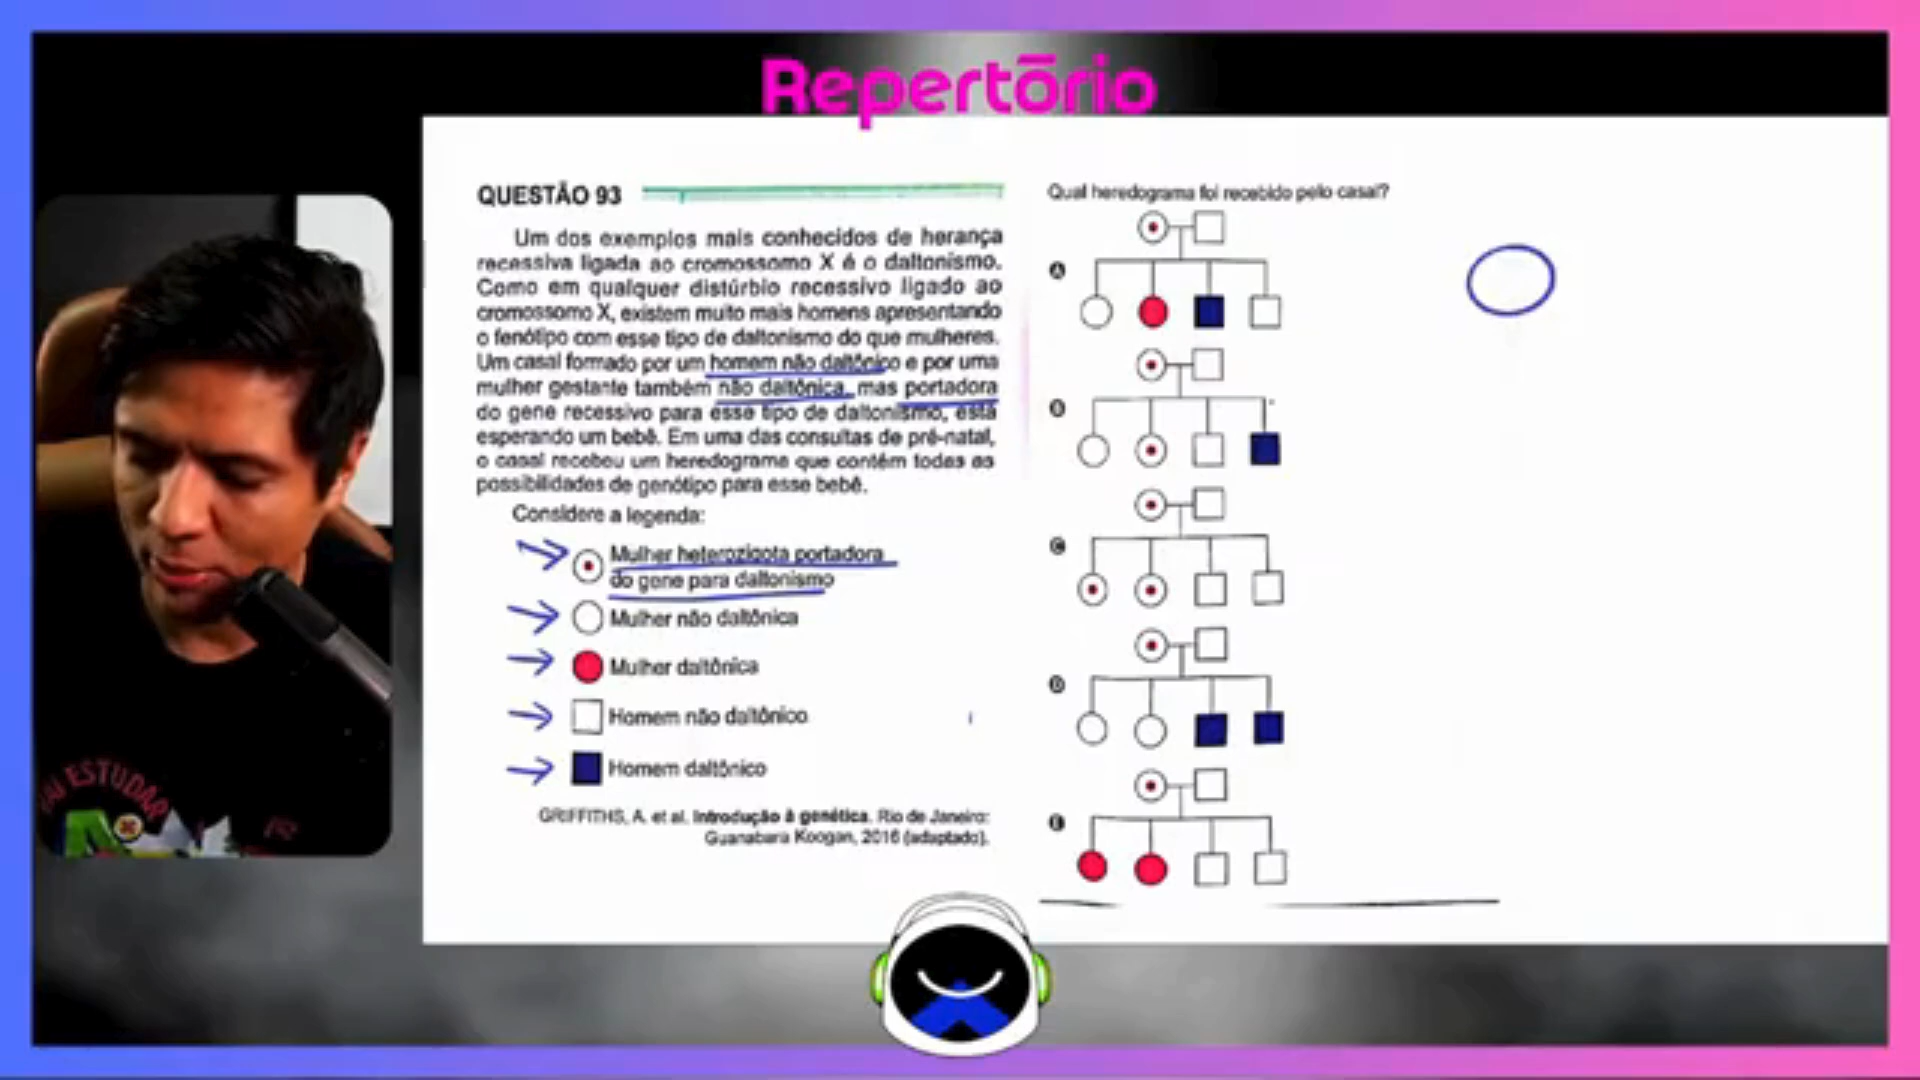 Repertōrio
QUESTÃO 93
Um dos exemplos mais conhecidos de herança
recessiva ligada ao cromossomo X é o daltonismo.
Como em qualquer distúrbio recessivo ligado ao
cromossomo X, existem muito mais homens apresentando
o fenótipo com esse tipo de daltonismo do que mulheres.
Um casal formado por um homem não daltônico e por uma
mulher gestante também não daltônica, mas portadora
do gene recessivo para esse tipo de daltonismo, está
esperando um bebê. Em uma das consultas de pré-natal,
o casal recebeu um heredograma que contém todas as
possibilidades de genótipo para esse bebê.
Considere a legenda:
Mulher heterozigota portadora
do gene para daltonismo
Mulher não daltônica
Mulher daltônica
Homem não daltônico
Homem daltônico
GRIFFITHS, A. et al. Introdução à genética. Rio de Janeiro:
Guanabara Koogan, 2016 (adaptado).
Qual heredograma foi recebido pelo casal?
A
B
C
D
E
ESTUDAR